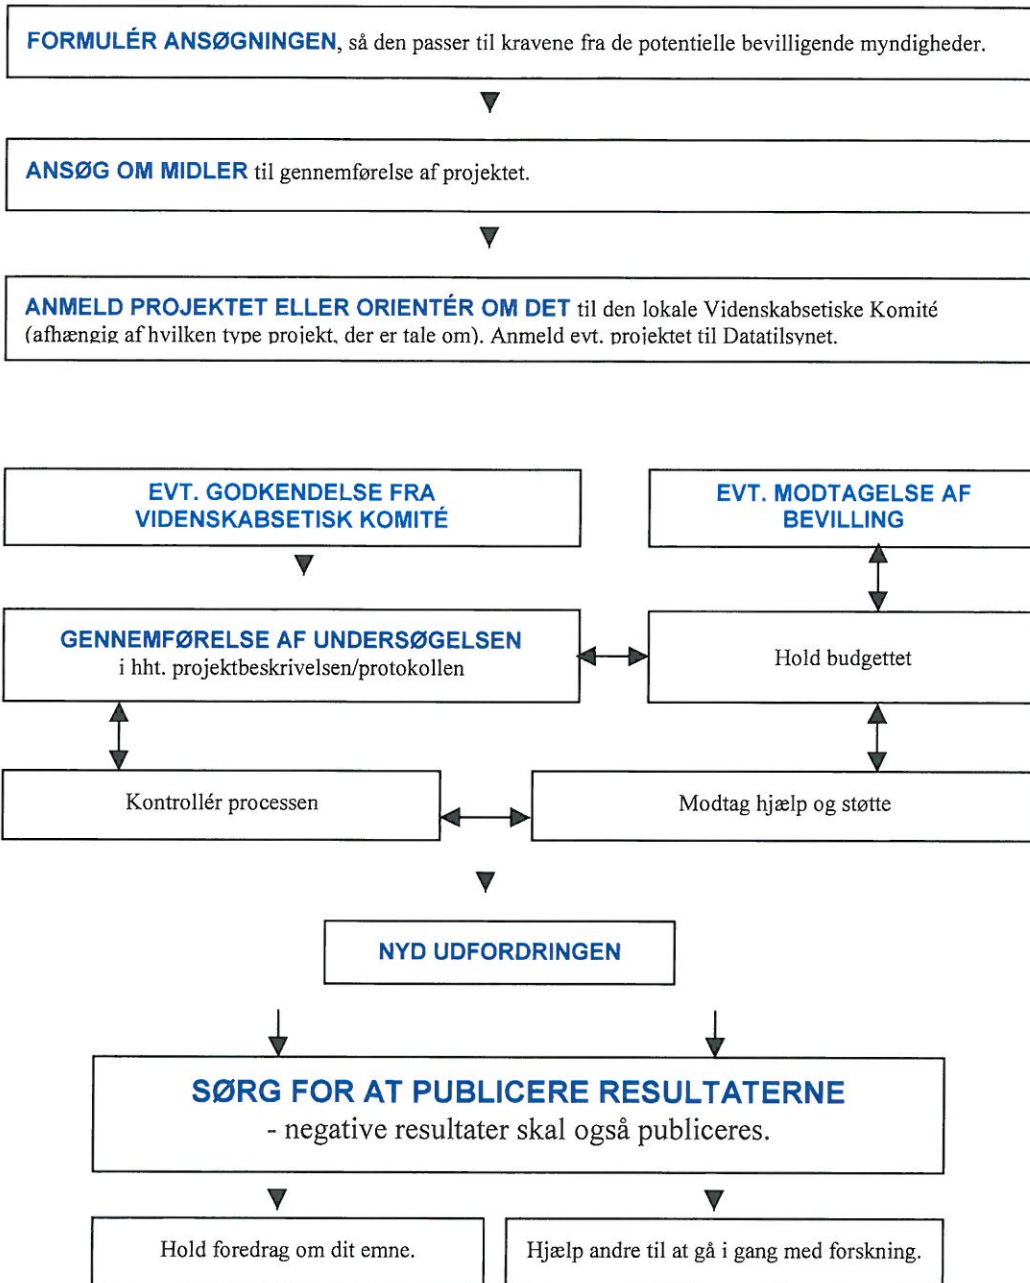 FORMULÉR ANSØGNINGEN, så den passer til kravene fra de potentielle bevilligende myndigheder.
ANSØG OM MIDLER til gennemførelse af projektet.
ANMELD PROJEKTET ELLER ORIENTÉR OM DET til den lokale Videnskabsetiske Komité
(afhængig af hvilken type projekt, der er tale om). Anmeld evt. projektet til Datatilsynet.
EVT. GODKENDELSE FRA
VIDENSKABSETISK KOMITÉ
EVT. MODTAGELSE AF
BEVILLING
GENNEMFØRELSE AF UNDERSØGELSEN
i hht. projektbeskrivelsen/protokollen
Hold budgettet
Kontrollér processen
Modtag hjælp og støtte
NYD UDFORDRINGEN
SØRG FOR AT PUBLICERE RESULTATERNE
- negative resultater skal også publiceres.
Hold foredrag om dit emne.
Hjælp andre til at gå i gang med forskning.